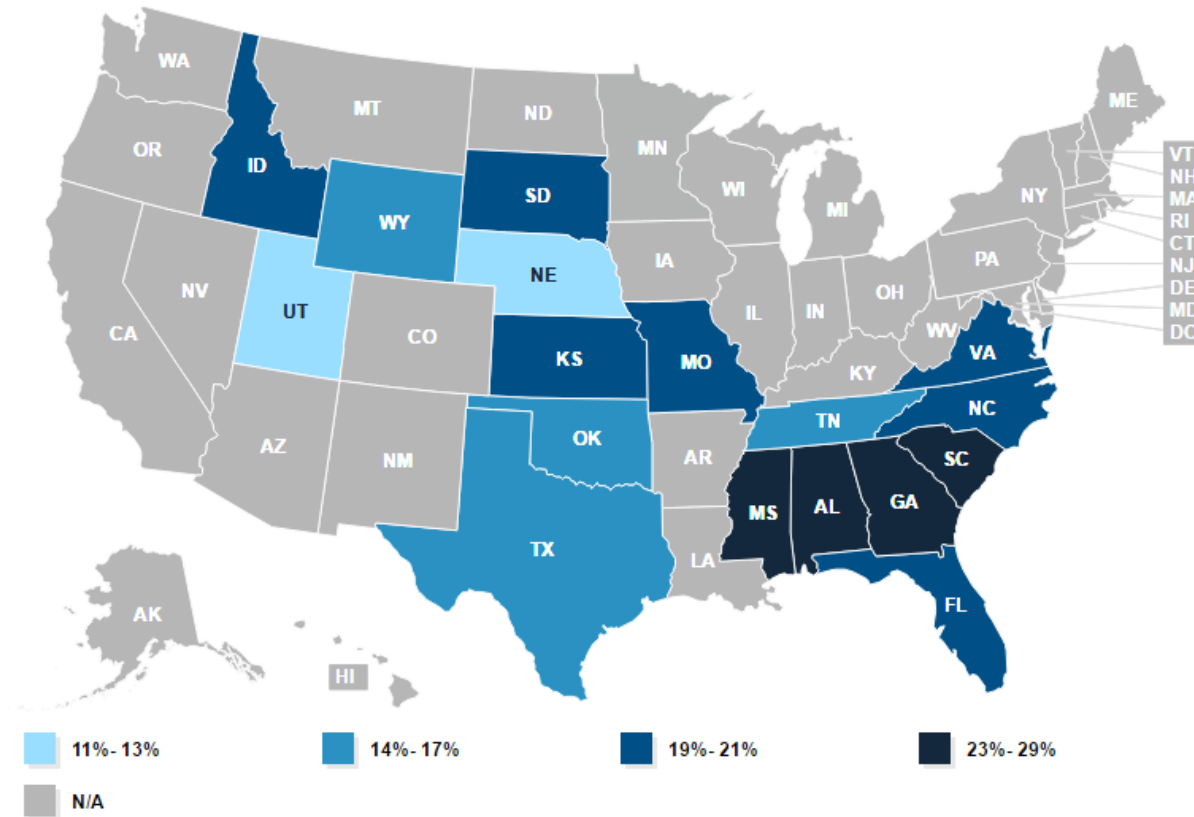 WA
MT
ND
MN
ME
OR
ID
SD
WI
MI
NY
VT
NH
MA
RI
CT
NJ
DE
MD
DC
WY
NE
IA
PA
NV
UT
CO
IL
IN
OH
WV
VA
CA
KS
MO
KY
NC
AZ
NM
OK
AR
TN
SC
MS
AL
GA
TX
LA
FL
AK
HI
11%- 13%
14%- 17%
19%- 21%
23%- 29%
N/A